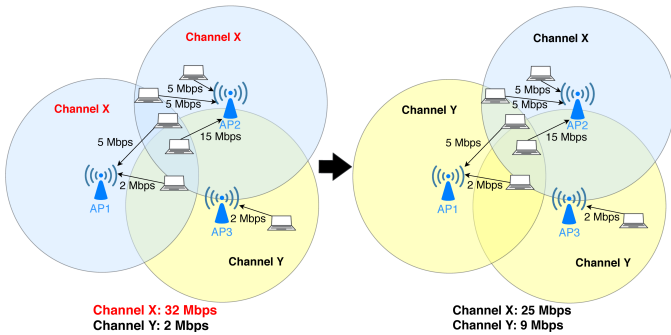 Channel X
Channel X
5 Mbps
5 Mbps
5 Mbps
AP2
15 Mbps
2 Mbps
AP1
AP3
2 Mbps
Channel Y
Channel X: 32 Mbps
Channel Y: 2 Mbps
Channel X
Channel Y
5 Mbps
5 Mbps
5 Mbps
AP2
15 Mbps
2 Mbps
AP1
AP3
2 Mbps
Channel Y
Channel X: 25 Mbps
Channel Y: 9 Mbps